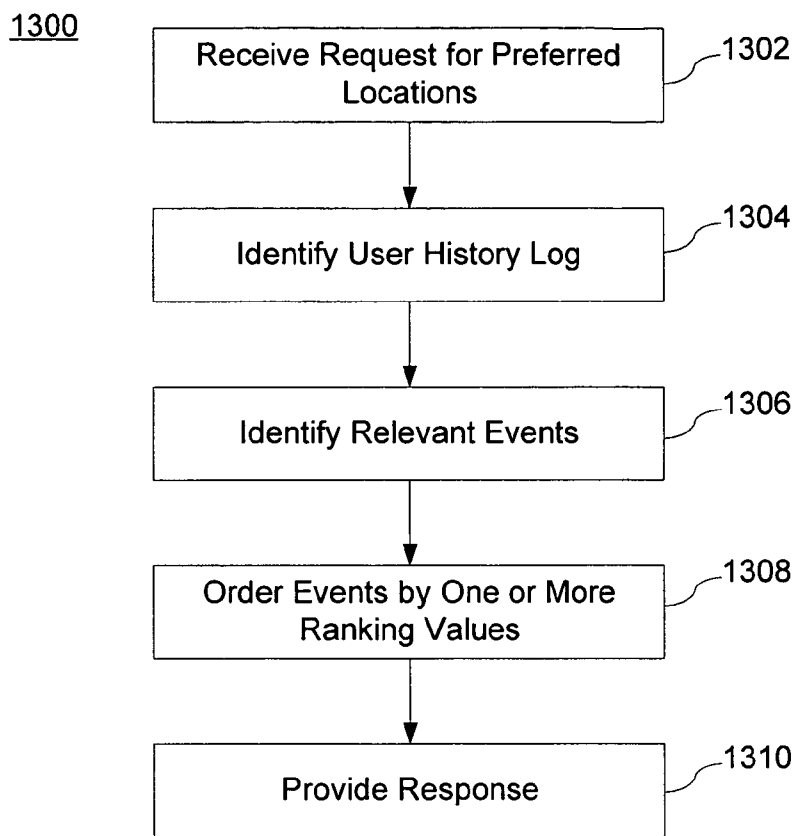 1300
Receive Request for Preferred
Locations
1302
Identify User History Log
1304
Identify Relevant Events
1306
Order Events by One or More
Ranking Values
1308
Provide Response
1310